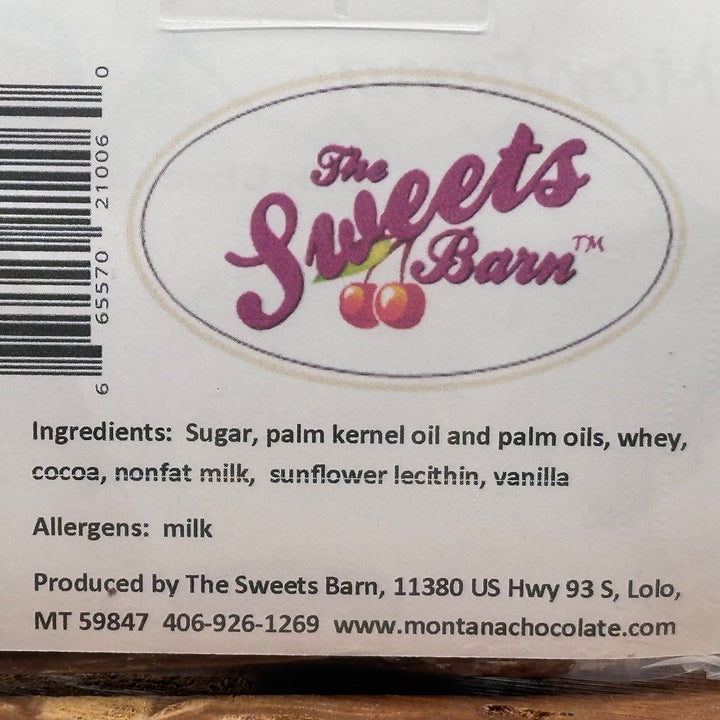 6 65570 21006 0
The
Sweets
Barn™
Ingredients: Sugar, palm kernel oil and palm oils, whey,
cocoa, nonfat milk, sunflower lecithin, vanilla
Allergens: milk
Produced by The Sweets Barn, 11380 US Hwy 93 S, Lolo,
MT 59847 406-926-1269 www.montanachocolate.com